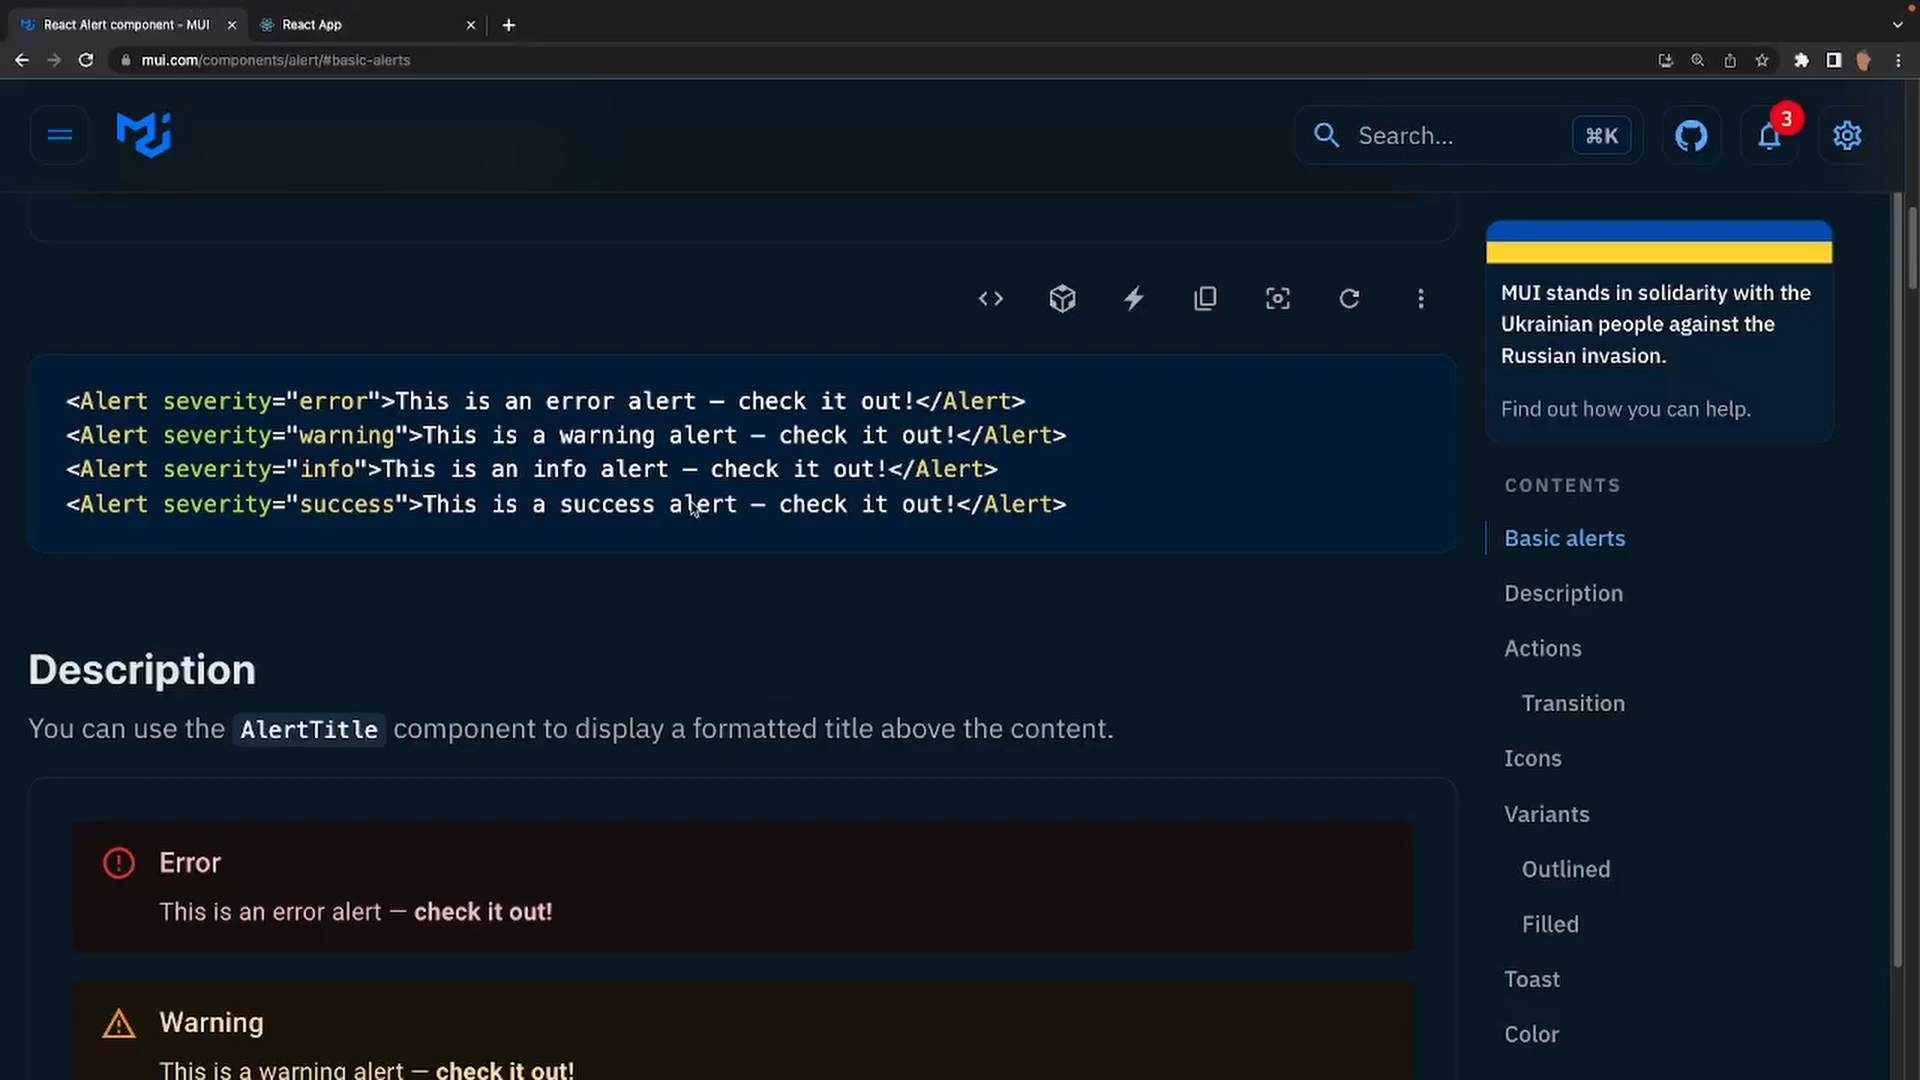 React Alert component - MUI
React App
mui.com/components/alert/#basic-alerts
Search...
⌘K
3
<Alert severity="error">This is an error alert — check it out!</Alert>
<Alert severity="warning">This is a warning alert — check it out!</Alert>
<Alert severity="info">This is an info alert — check it out!</Alert>
<Alert severity="success">This is a success alert — check it out!</Alert>
Description
You can use the AlertTitle component to display a formatted title above the content.
Error
This is an error alert — check it out!
Warning
This is a warning alert — check it out!
MUI stands in solidarity with the
Ukrainian people against the
Russian invasion.
Find out how you can help.
CONTENTS
Basic alerts
Description
Actions
Transition
Icons
Variants
Outlined
Filled
Toast
Color